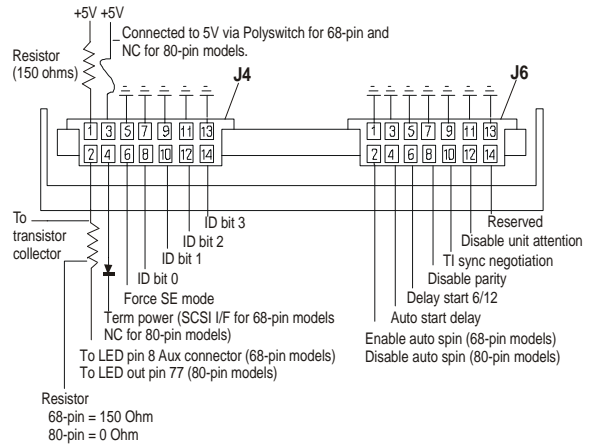 +5V +5V
Connected to 5V via Polyswitch for 68-pin and
NC for 80-pin models.
Resistor
(150 ohms)
J4
J6
1 3 5 7 9 11 13
2 4 6 8 10 12 14
1 3 5 7 9 11 13
2 4 6 8 10 12 14
To
transistor
collector
ID bit 3
ID bit 2
ID bit 1
ID bit 0
Force SE mode
Term power (SCSI I/F for 68-pin models
NC for 80-pin models)
To LED pin 8 Aux connector (68-pin models)
To LED out pin 77 (80-pin models)
Resistor
68-pin = 150 Ohm
80-pin = 0 Ohm
Reserved
Disable unit attention
TI sync negotiation
Disable parity
Delay start 6/12
Auto start delay
Enable auto spin (68-pin models)
Disable auto spin (80-pin models)